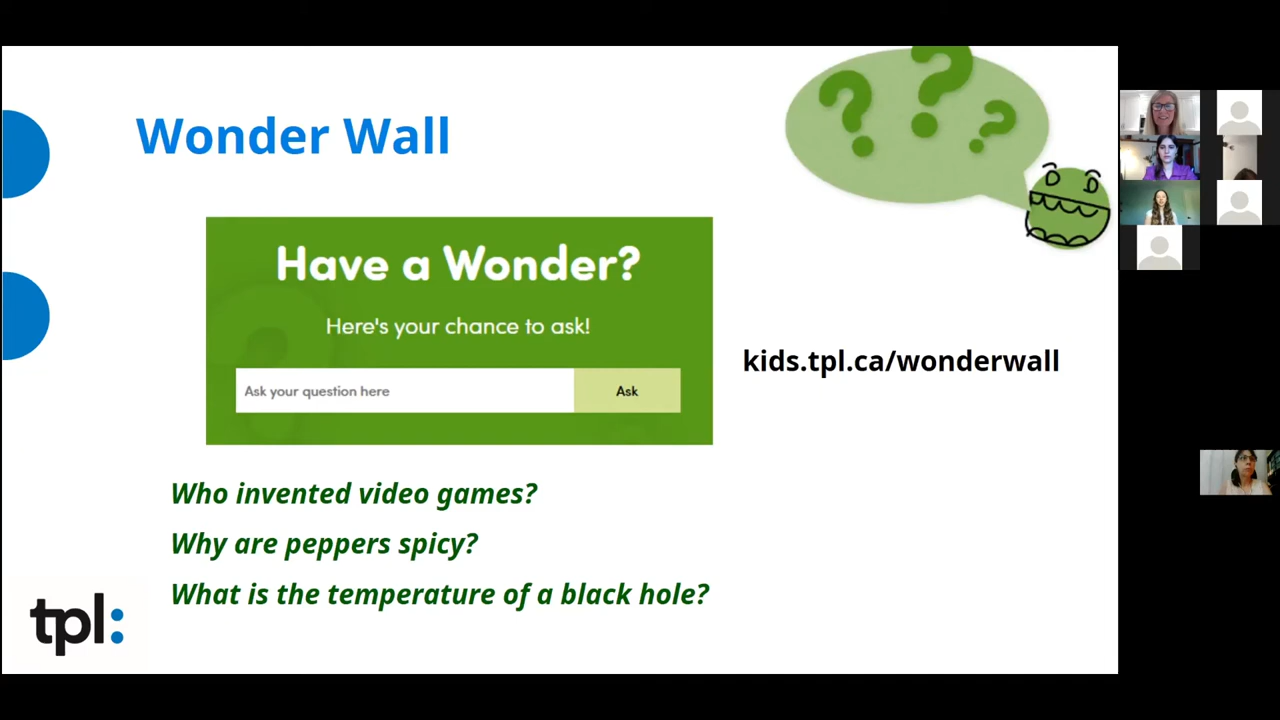 ? ? ?
Wonder Wall
Have a Wonder?
Here's your chance to ask!
Ask your question here
Ask
kids.tpl.ca/wonderwall
Who invented video games?
Why are peppers spicy?
What is the temperature of a black hole?
tpl: